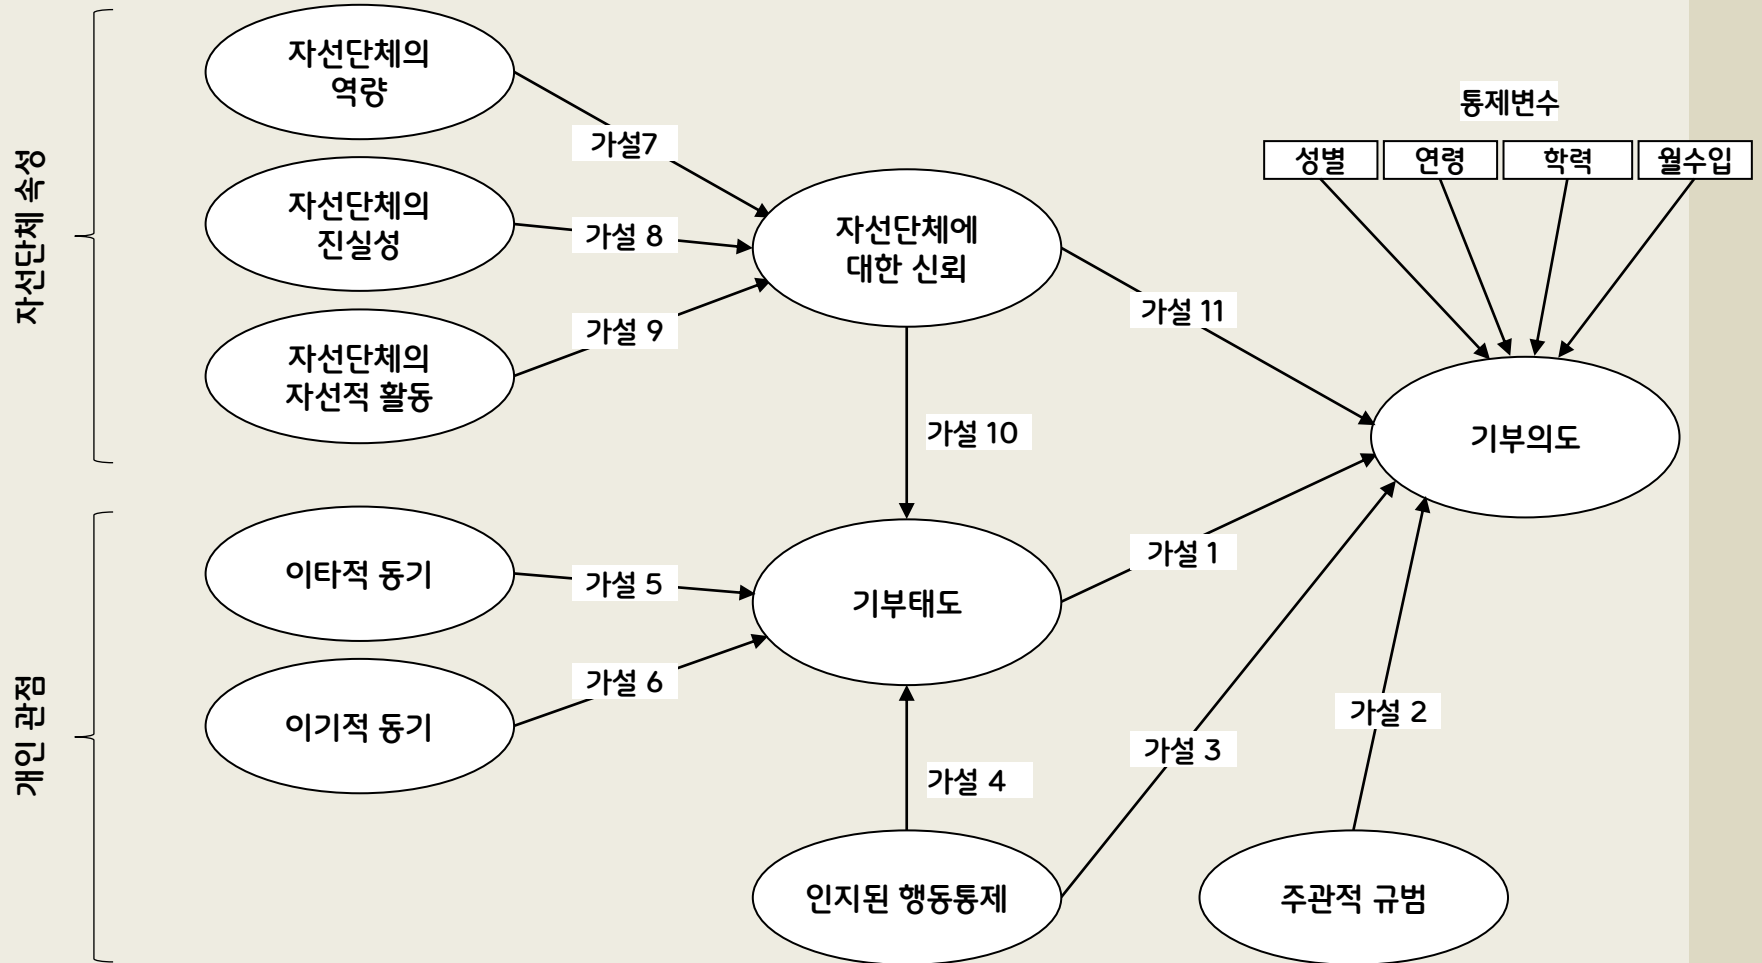 자선단체 속성
자선단체의
역량
자선단체의
진실성
자선단체의
자선적 활동
가설7
가설 8
가설 9
자선단체에
대한 신뢰
통제변수
성별
연령
학력
월수입
가설 11
가설 10
기부의도
개인 관점
이타적 동기
이기적 동기
가설 5
가설 6
기부태도
가설 1
가설 2
가설 3
가설 4
인지된 행동통제
주관적 규범